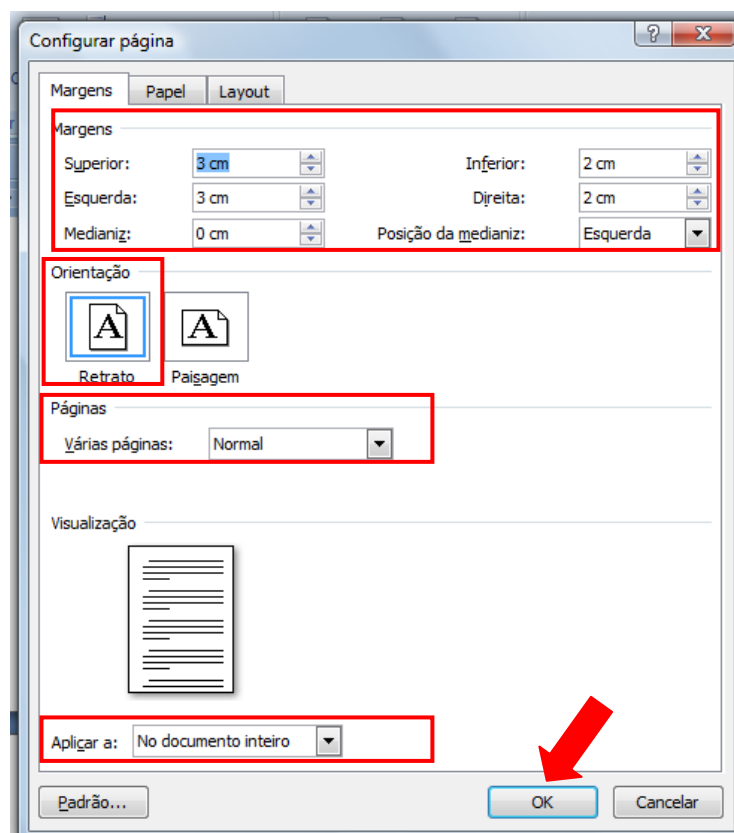 Configurar página
Margens Papel Layout
Margens
Superior: 3 cm Inferior: 2 cm
Esquerda: 3 cm Direita: 2 cm
Medianiz: 0 cm Posição da medianiz: Esquerda
Orientação
A A
Retrato Paisagem
Páginas
Várias páginas: Normal
Visualização
Aplicar a: No documento inteiro
Padrão... OK Cancelar